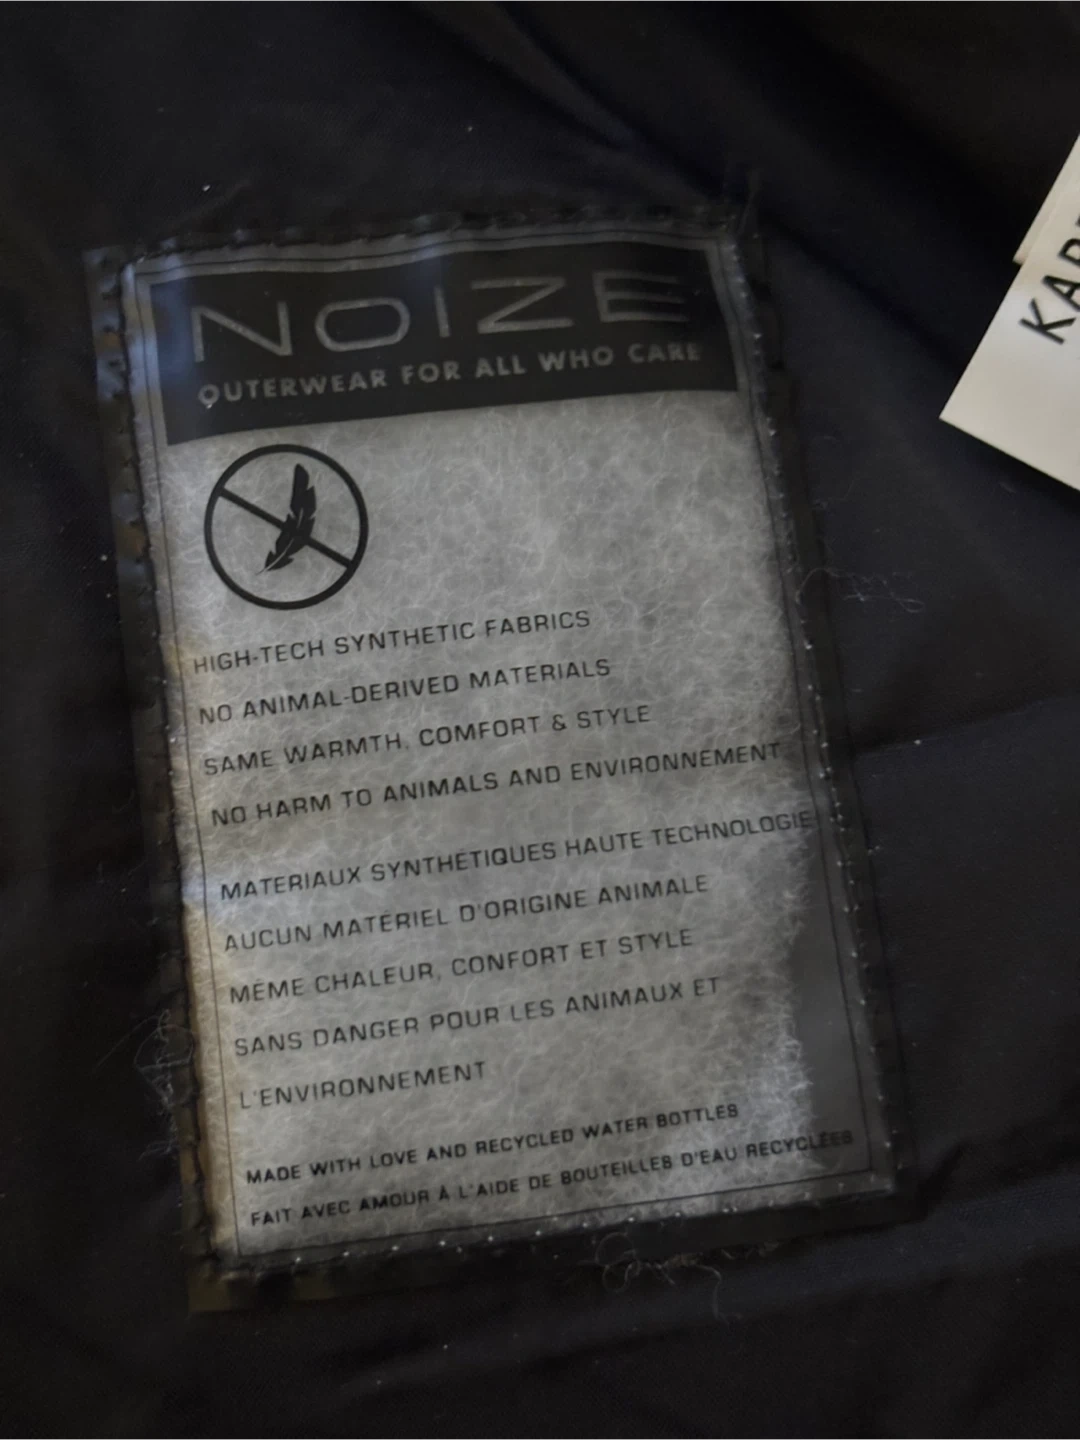 NOIZE
OUTERWEAR FOR ALL WHO CARE
HIGH-TECH SYNTHETIC FABRICS
NO ANIMAL-DERIVED MATERIALS
SAME WARMTH, COMFORT & STYLE
NO HARM TO ANIMALS AND ENVIRONNEMENT
MATERIAUX SYNTHÉTIQUES HAUTE TECHNOLOGIE
AUCUN MATÉRIEL D'ORIGINE ANIMALE
MÊME CHALEUR, CONFORT ET STYLE
SANS DANGER POUR LES ANIMAUX ET
L'ENVIRONNEMENT
MADE WITH LOVE AND RECYCLED WATER BOTTLES
FAIT AVEC AMOUR À L'AIDE DE BOUTEILLES D'EAU RECYCLÉES